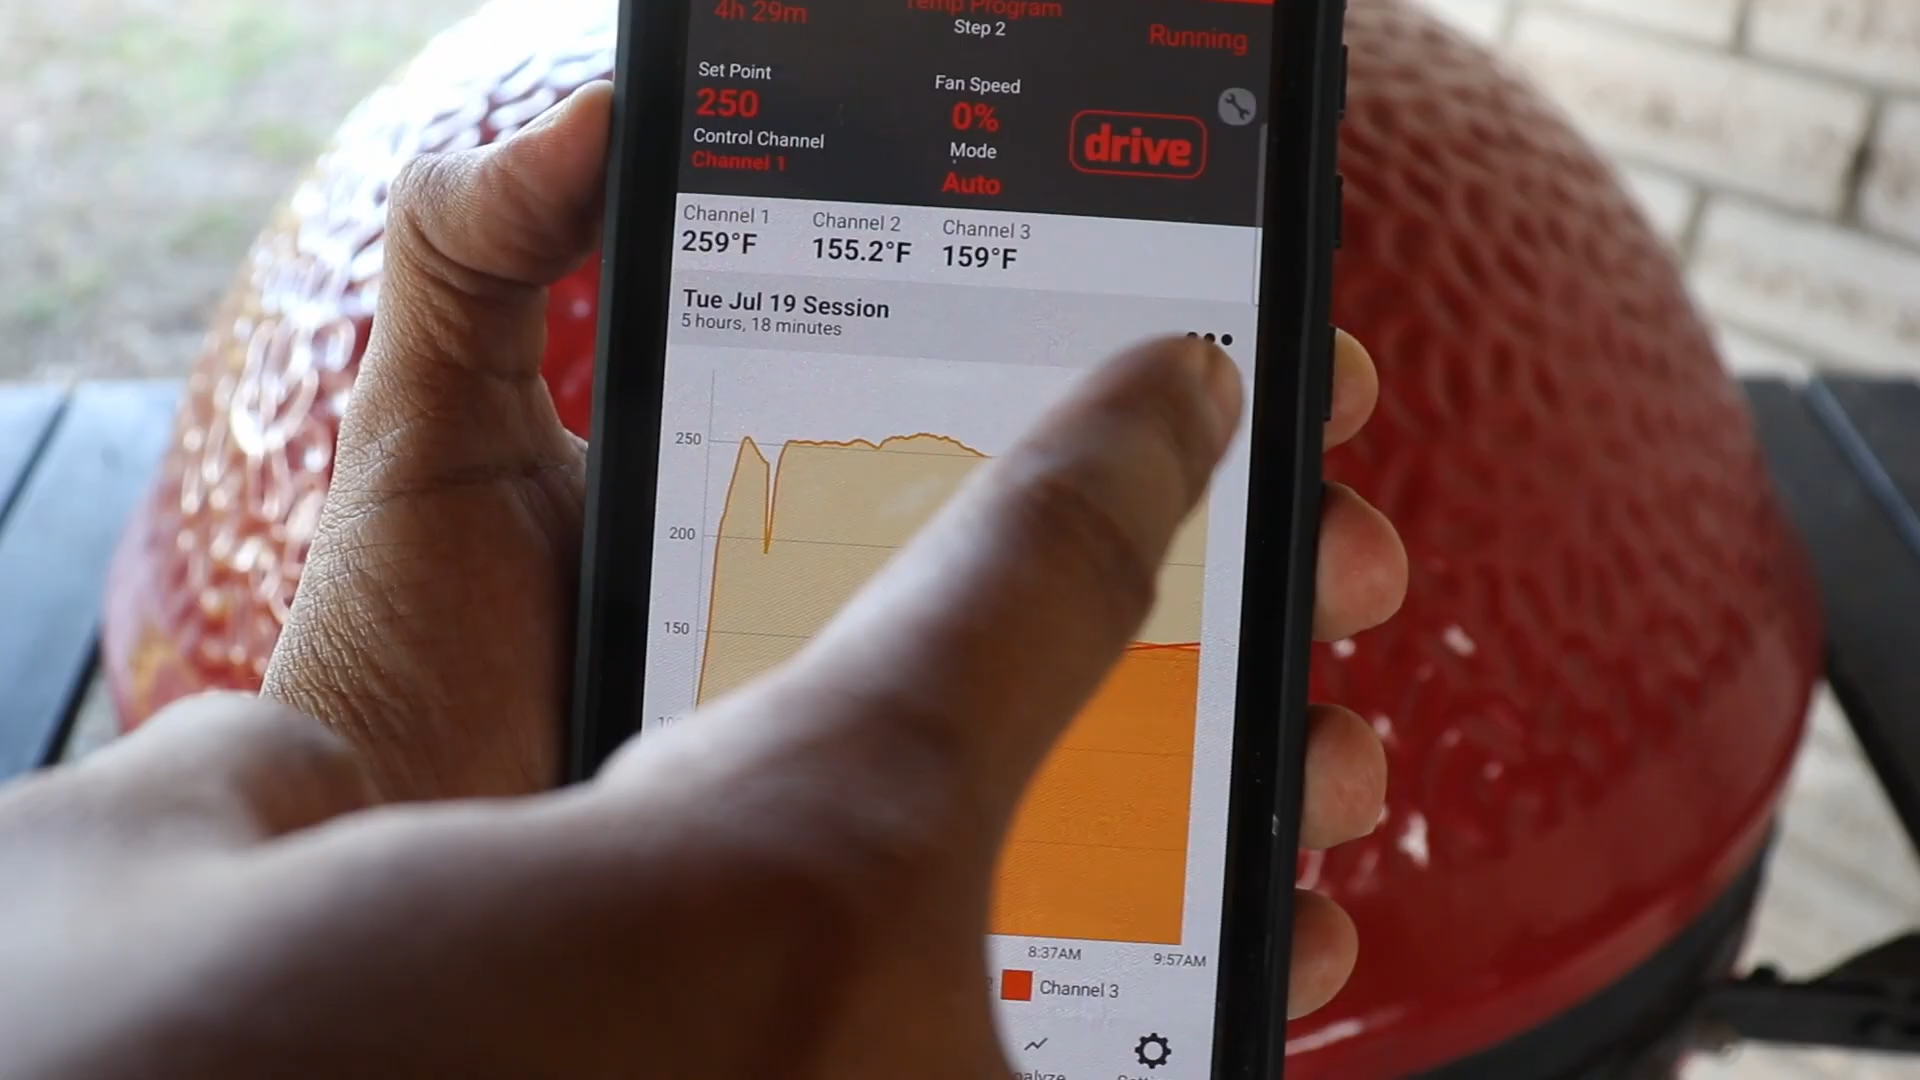 4h 29m
Temp Program
Step 2
Running
Set Point
250
Control Channel
Channel 1
Fan Speed
0%
Mode
Auto
drive
Channel 1
259°F
Channel 2
155.2°F
Channel 3
159°F
Tue Jul 19 Session
5 hours, 18 minutes
250
200
150
8:37AM
9:57AM
Channel 3